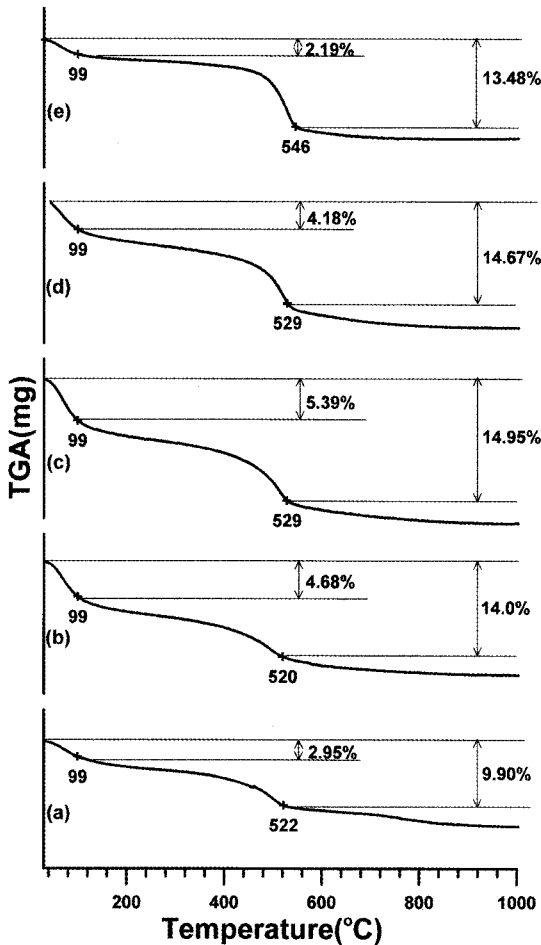 2.19%
99
13.48%
(e)
546
4.18%
99
14.67%
(d)
529
5.39%
99
14.95%
(c)
529
TGA(mg)
4.68%
99
14.0%
(b)
520
2.95%
99
9.90%
(a)
522
200 400 600 800 1000
Temperature(°C)